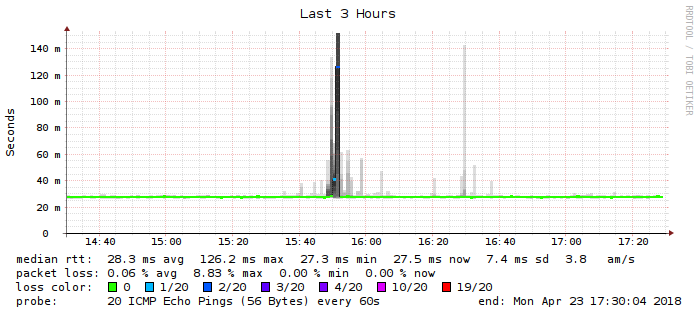 Last 3 Hours
RRDTOOL / TOBI OETIKER
Seconds
140 m
120 m
100 m
80 m
60 m
40 m
20 m
0
14:40 15:00 15:20 15:40 16:00 16:20 16:40 17:00 17:20
median rtt: 28.3 ms avg 126.2 ms max 27.3 ms min 27.5 ms now 7.4 ms sd 3.8 am/s
packet loss: 0.06 % avg 8.83 % max 0.00 % min 0.00 % now
loss color: 0 1/20 2/20 3/20 4/20 10/20 19/20
probe: 20 ICMP Echo Pings (56 Bytes) every 60s end: Mon Apr 23 17:30:04 2018